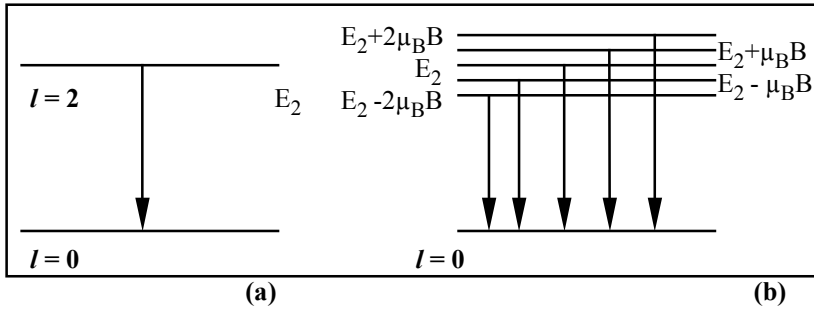 l = 2
E2
l = 0
(a)
E2+2µBB
E2+µBB
E2
E2 - µBB
E2 -2µBB
l = 0
(b)